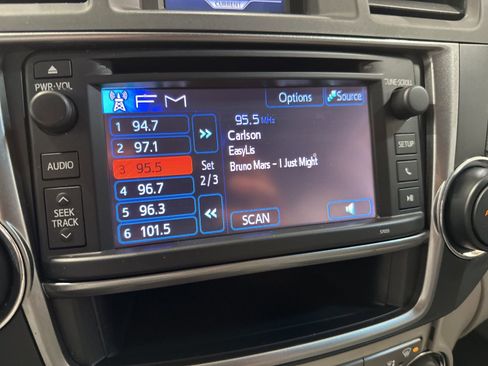 CURRENT
PWR·VOL
TUNE·SCROLL
FM
Options
Source
1 94.7
2 97.1
3 95.5
4 96.7
5 96.3
6 101.5
>>
Set
2/3
<<
95.5 MHz
Carlson
EasyLis
Bruno Mars - I Just Might
SCAN
AUDIO
SEEK
TRACK
SETUP